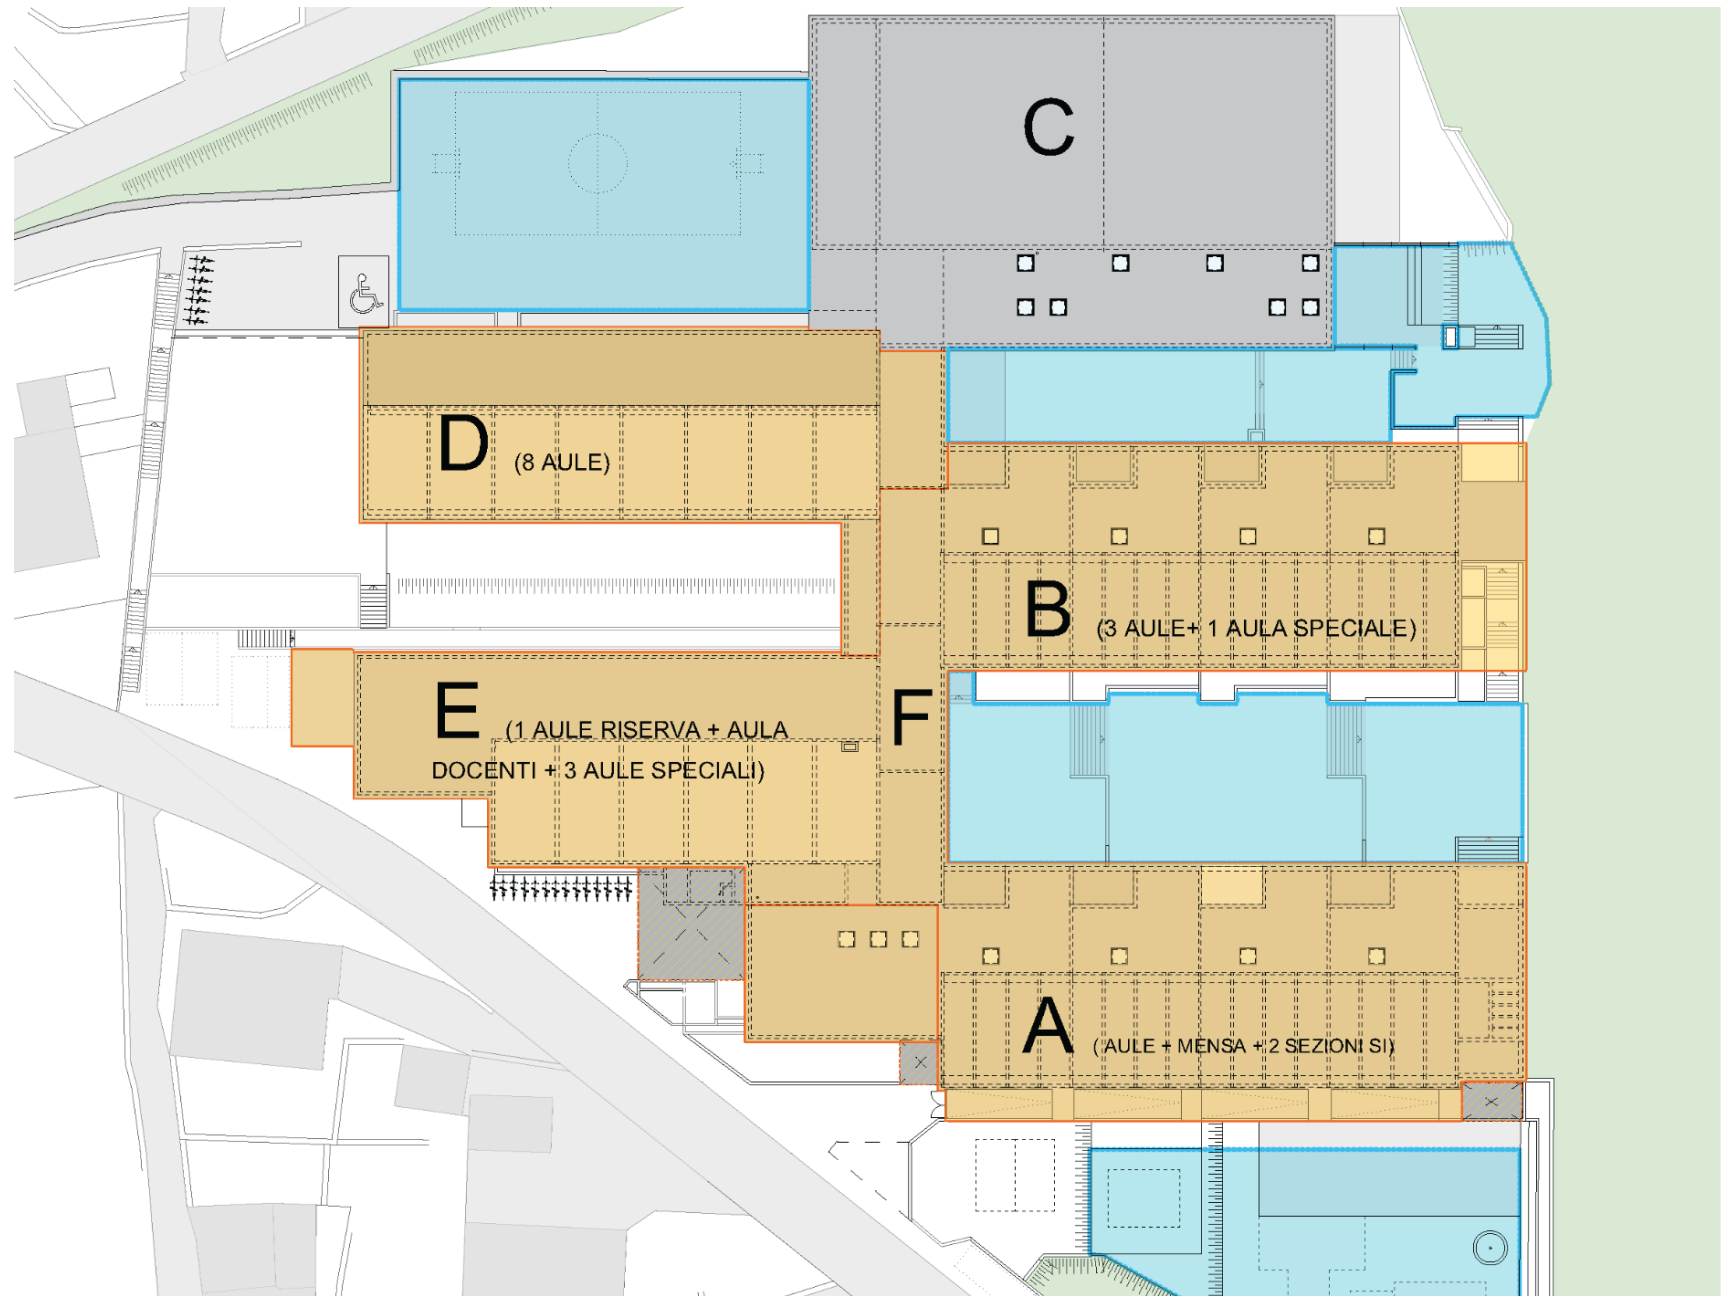 C
D (8 AULE)
B (3 AULE+ 1 AULA SPECIALE)
E (1 AULE RISERVA + AULA
DOCENTI + 3 AULE SPECIALI)
F
A ( AULE + MENSA + 2 SEZIONI SI)